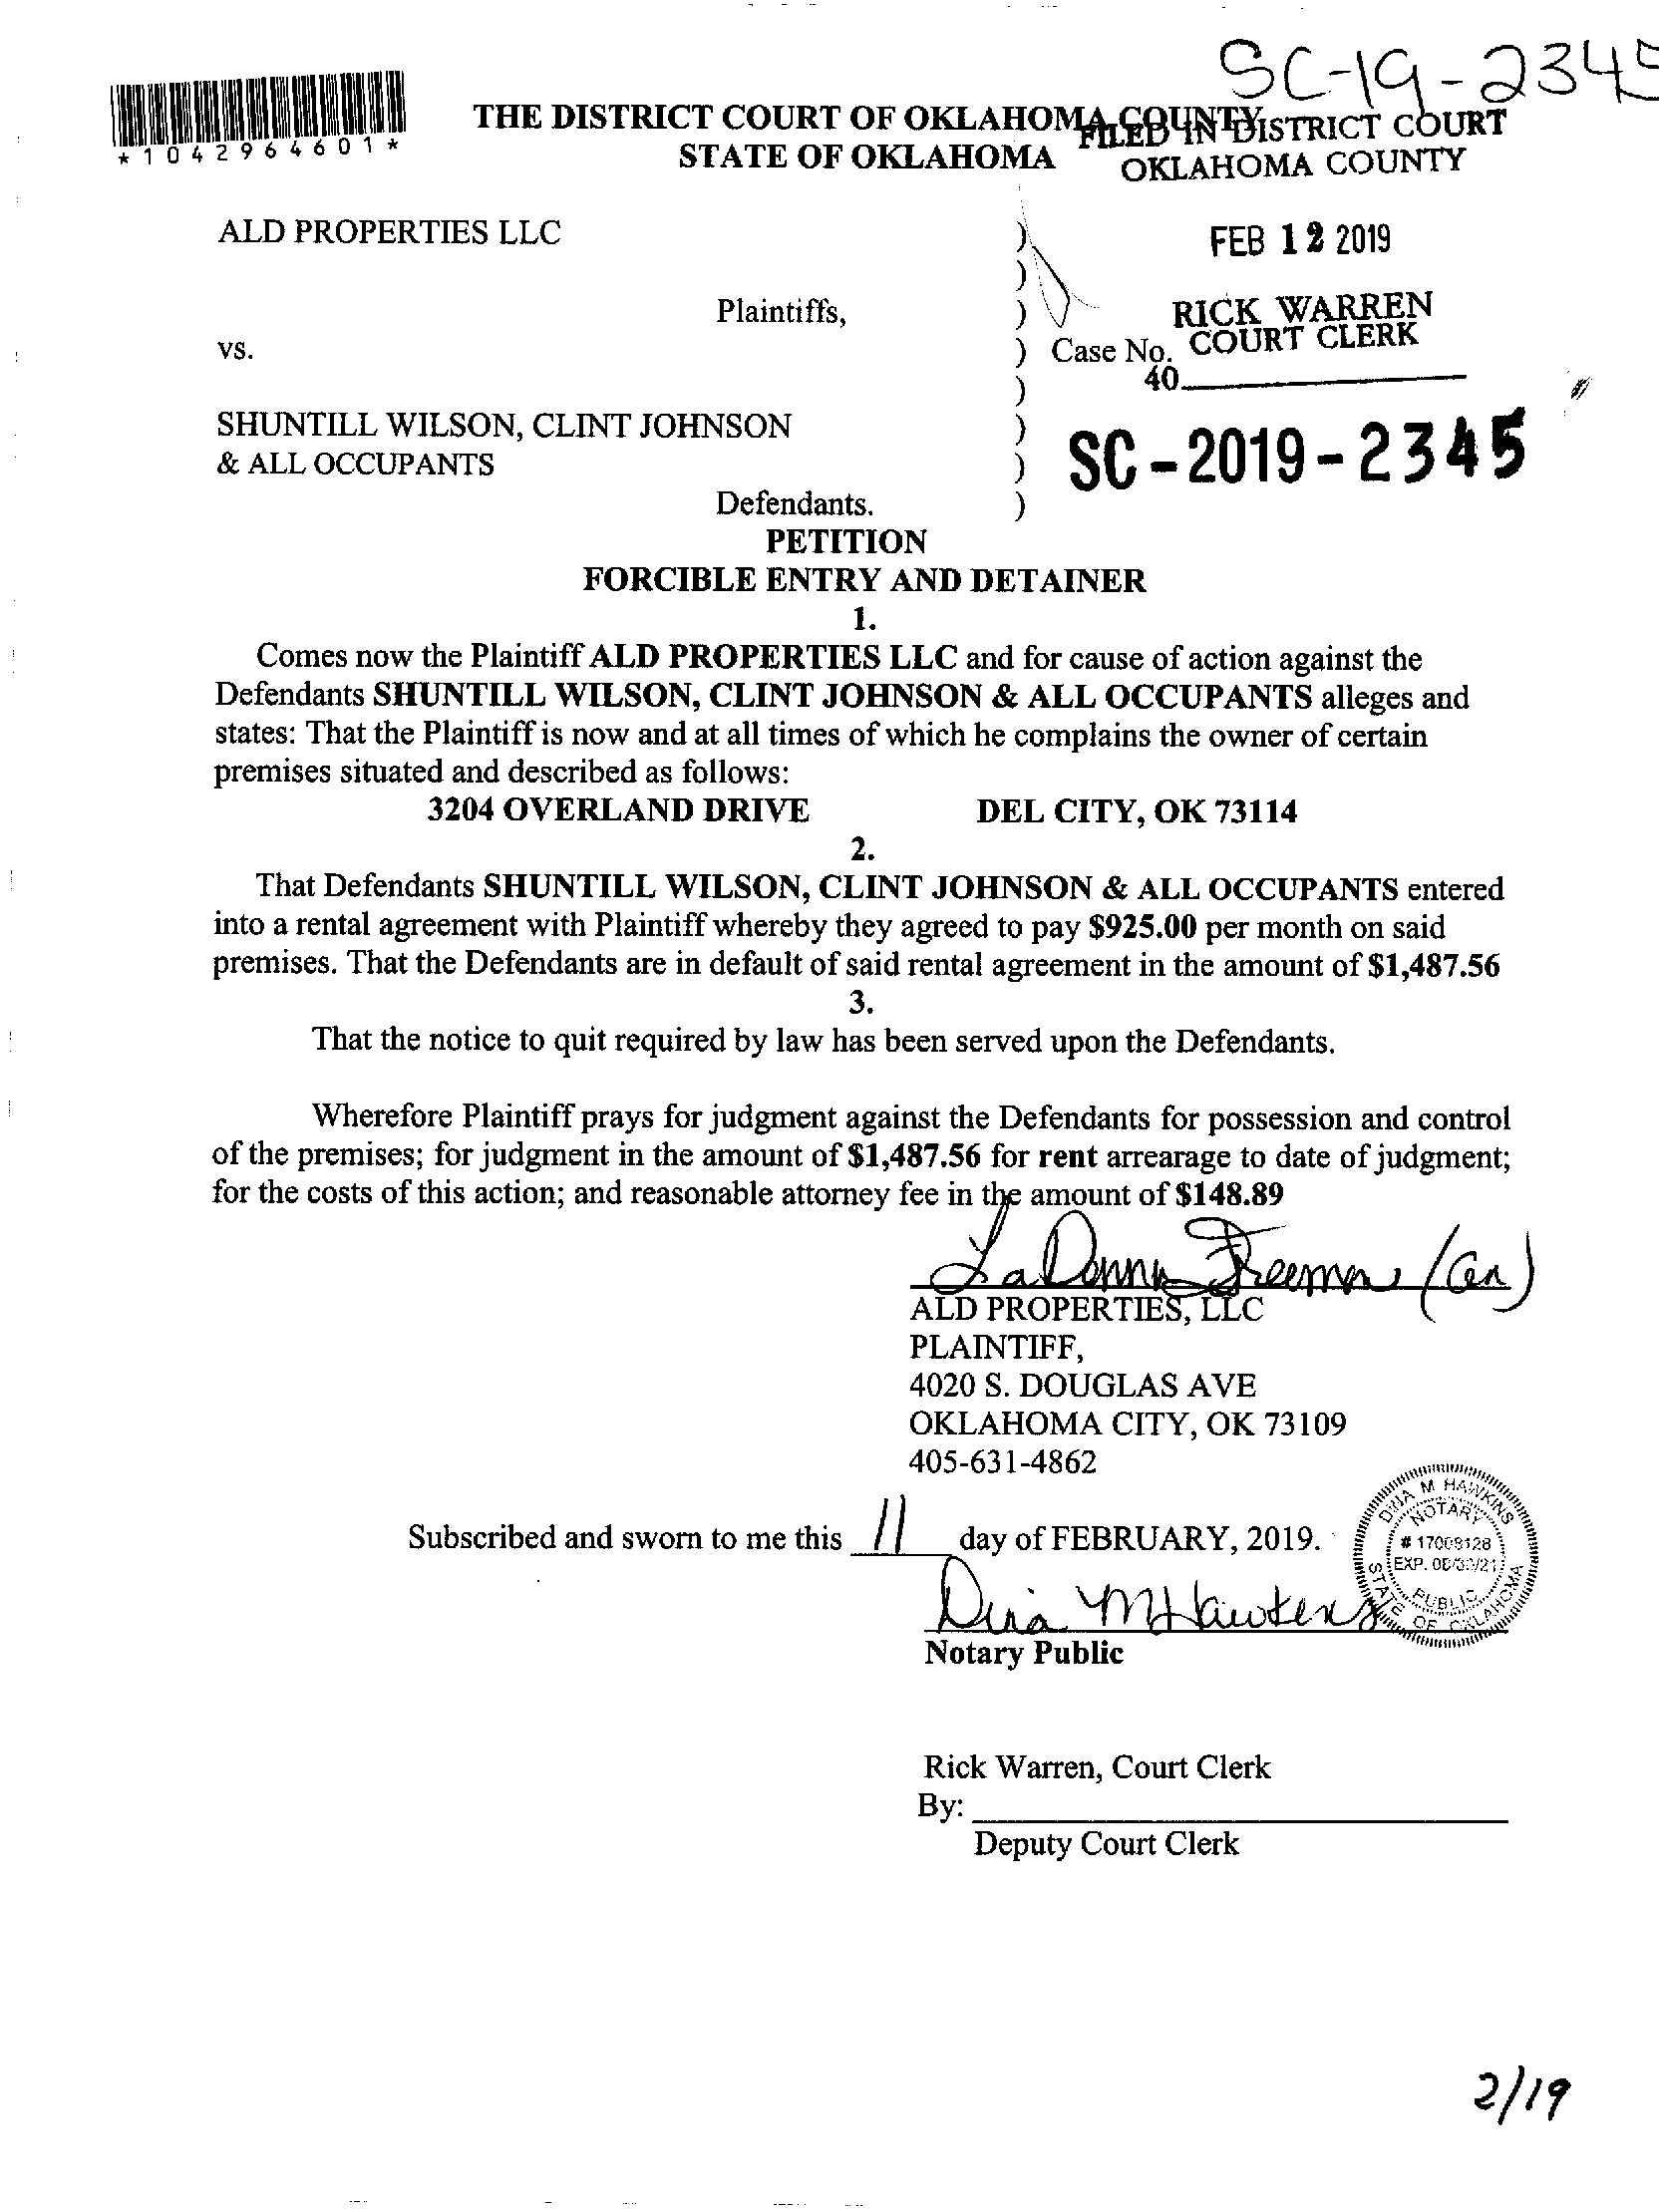 SC-19-2345
*1042964601*
THE DISTRICT COURT OF OKLAHOMA COUNTY
STATE OF OKLAHOMA
FILED IN DISTRICT COURT
OKLAHOMA COUNTY
ALD PROPERTIES LLC )
FEB 12 2019
)
Plaintiffs, )
RICK WARREN
COURT CLERK
vs. ) Case No.
) 40
SHUNTILL WILSON, CLINT JOHNSON )
& ALL OCCUPANTS ) SC-2019-2345
Defendants. )
PETITION
FORCIBLE ENTRY AND DETAINER
1.
Comes now the Plaintiff ALD PROPERTIES LLC and for cause of action against the
Defendants SHUNTILL WILSON, CLINT JOHNSON & ALL OCCUPANTS alleges and
states: That the Plaintiff is now and at all times of which he complains the owner of certain
premises situated and described as follows:
3204 OVERLAND DRIVE DEL CITY, OK 73114
2.
That Defendants SHUNTILL WILSON, CLINT JOHNSON & ALL OCCUPANTS entered
into a rental agreement with Plaintiff whereby they agreed to pay $925.00 per month on said
premises. That the Defendants are in default of said rental agreement in the amount of $1,487.56
3.
That the notice to quit required by law has been served upon the Defendants.
Wherefore Plaintiff prays for judgment against the Defendants for possession and control
of the premises; for judgment in the amount of $1,487.56 for rent arrearage to date of judgment;
for the costs of this action; and reasonable attorney fee in the amount of $148.89
LaDonna Freeman
ALD PROPERTIES, LLC
PLAINTIFF,
4020 S. DOUGLAS AVE
OKLAHOMA CITY, OK 73109
405-631-4862
Subscribed and sworn to me this 11 day of FEBRUARY, 2019.
DINA M HAWKINS
NOTARY
EXP.
PUBLIC
STATE OF OKLAHOMA
Dina M Hawkins
Notary Public
Rick Warren, Court Clerk
By:
Deputy Court Clerk
2/19